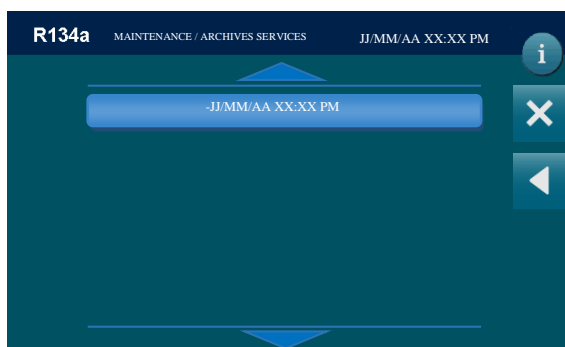 R134a MAINTENANCE / ARCHIVES SERVICES JJ/MM/AA XX:XX PM
i
-JJ/MM/AA XX:XX PM